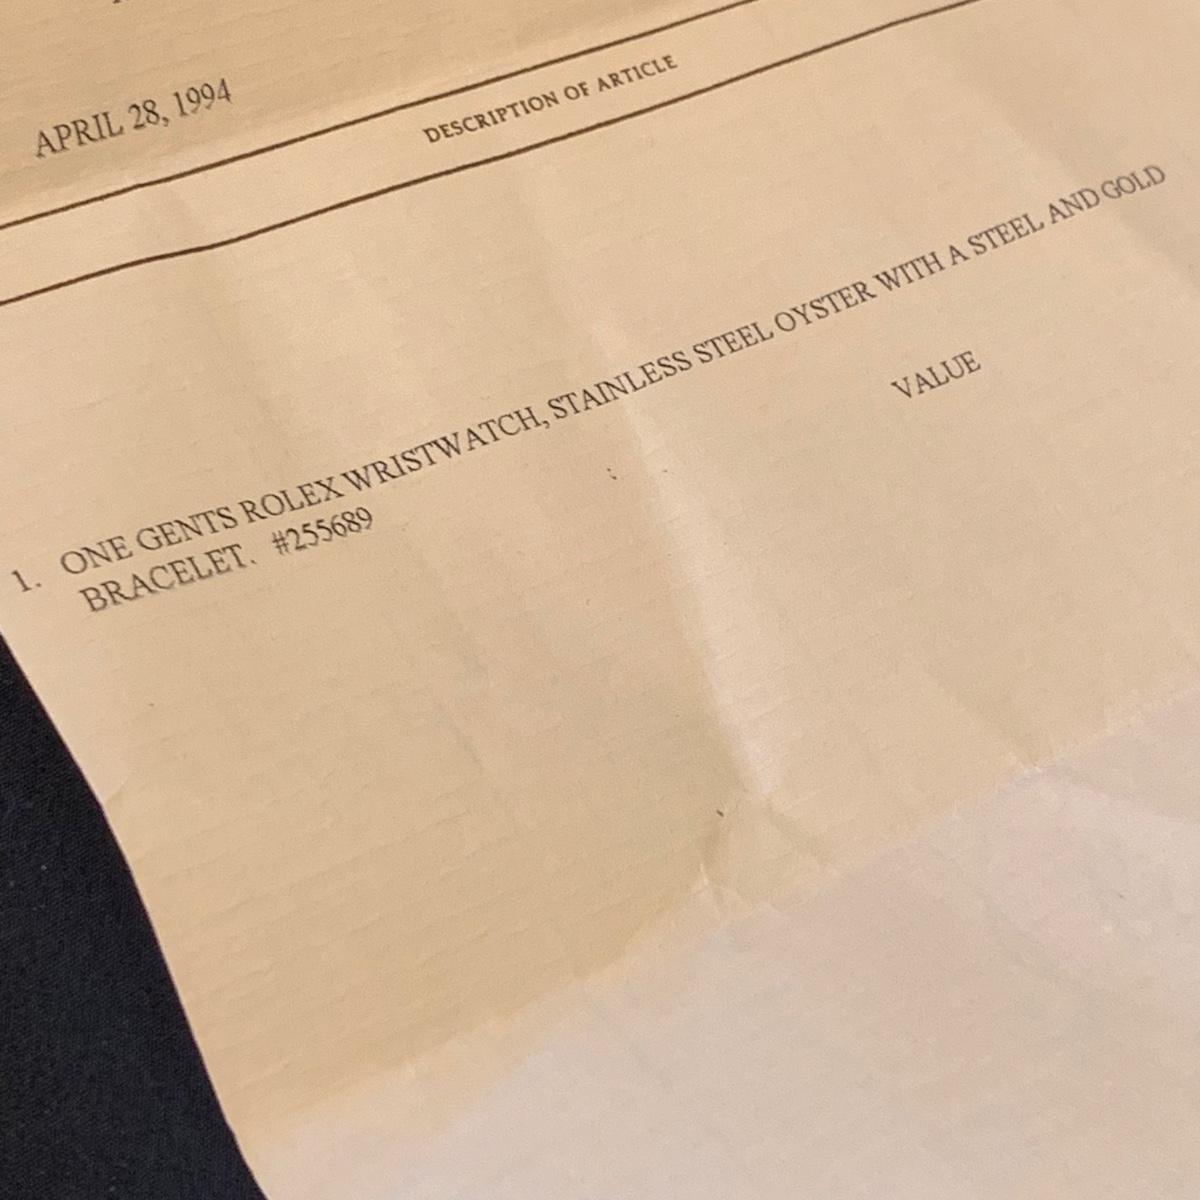 APRIL 28, 1994
DESCRIPTION OF ARTICLE
1. ONE GENTS ROLEX WRISTWATCH, STAINLESS STEEL OYSTER WITH A STEEL AND GOLD
BRACELET. #255689
VALUE